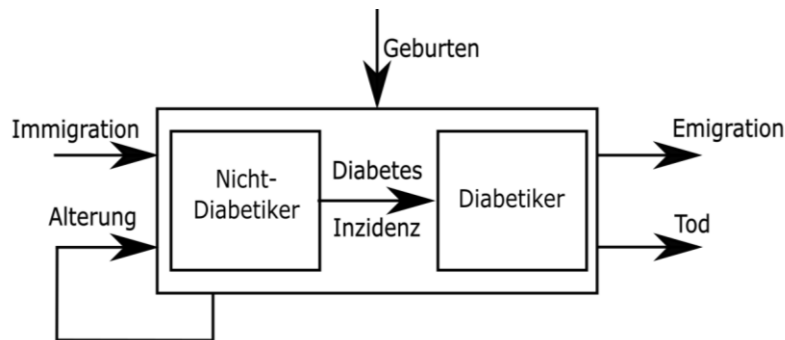 Geburten
Immigration
Emigration
Nicht-
Diabetiker
Diabetes
Inzidenz
Diabetiker
Alterung
Tod